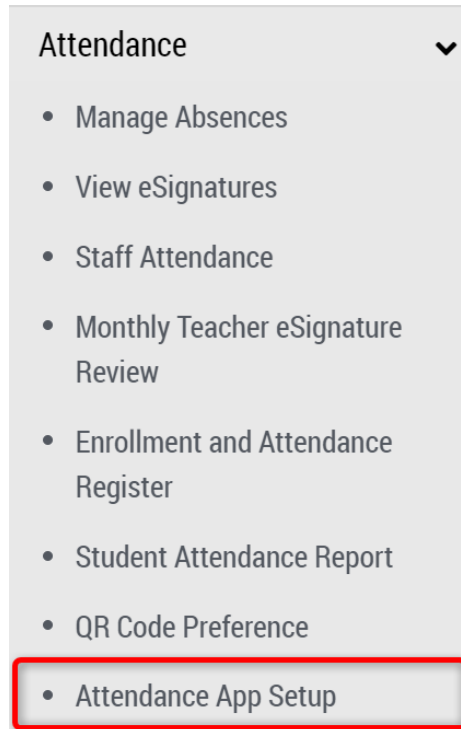 Attendance
Manage Absences
View eSignatures
Staff Attendance
Monthly Teacher eSignature
Review
Enrollment and Attendance
Register
Student Attendance Report
QR Code Preference
Attendance App Setup